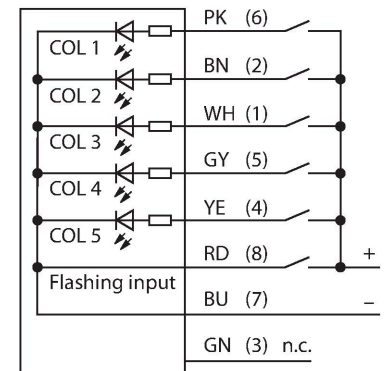 PK (6)
COL 1
BN (2)
COL 2
WH (1)
COL 3
GY (5)
COL 4
YE (4)
COL 5
RD (8)
+
Flashing input
BU (7)
–
GN (3) n.c.